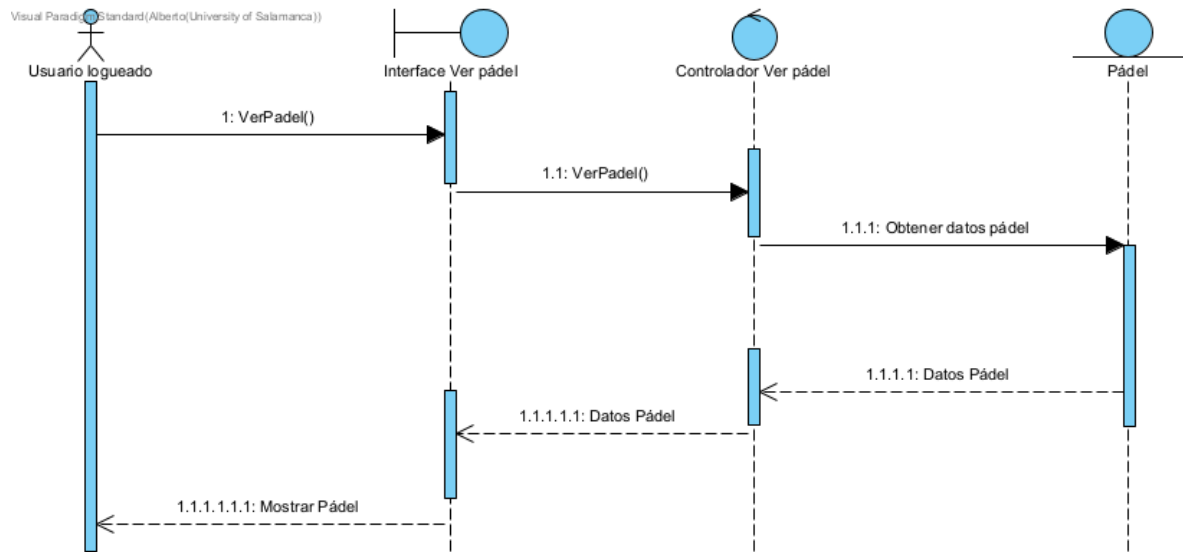 Visual Paradigm Standard(Alberto(University of Salamanca))
Usuario logueado
Interface Ver pádel
Controlador Ver pádel
Pádel
1: VerPadel()
1.1: VerPadel()
1.1.1: Obtener datos pádel
1.1.1.1: Datos Pádel
1.1.1.1.1: Datos Pádel
1.1.1.1.1.1: Mostrar Pádel